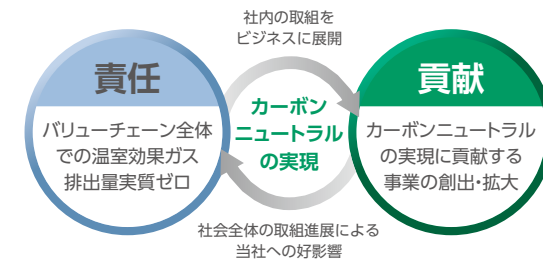 社内の取組を
ビジネスに展開
責任
バリューチェーン全体
での温室効果ガス
排出量実質ゼロ
カーボン
ニュートラル
の実現
貢献
カーボンニュートラル
の実現に貢献する
事業の創出・拡大
社会全体の取組進展による
当社への好影響